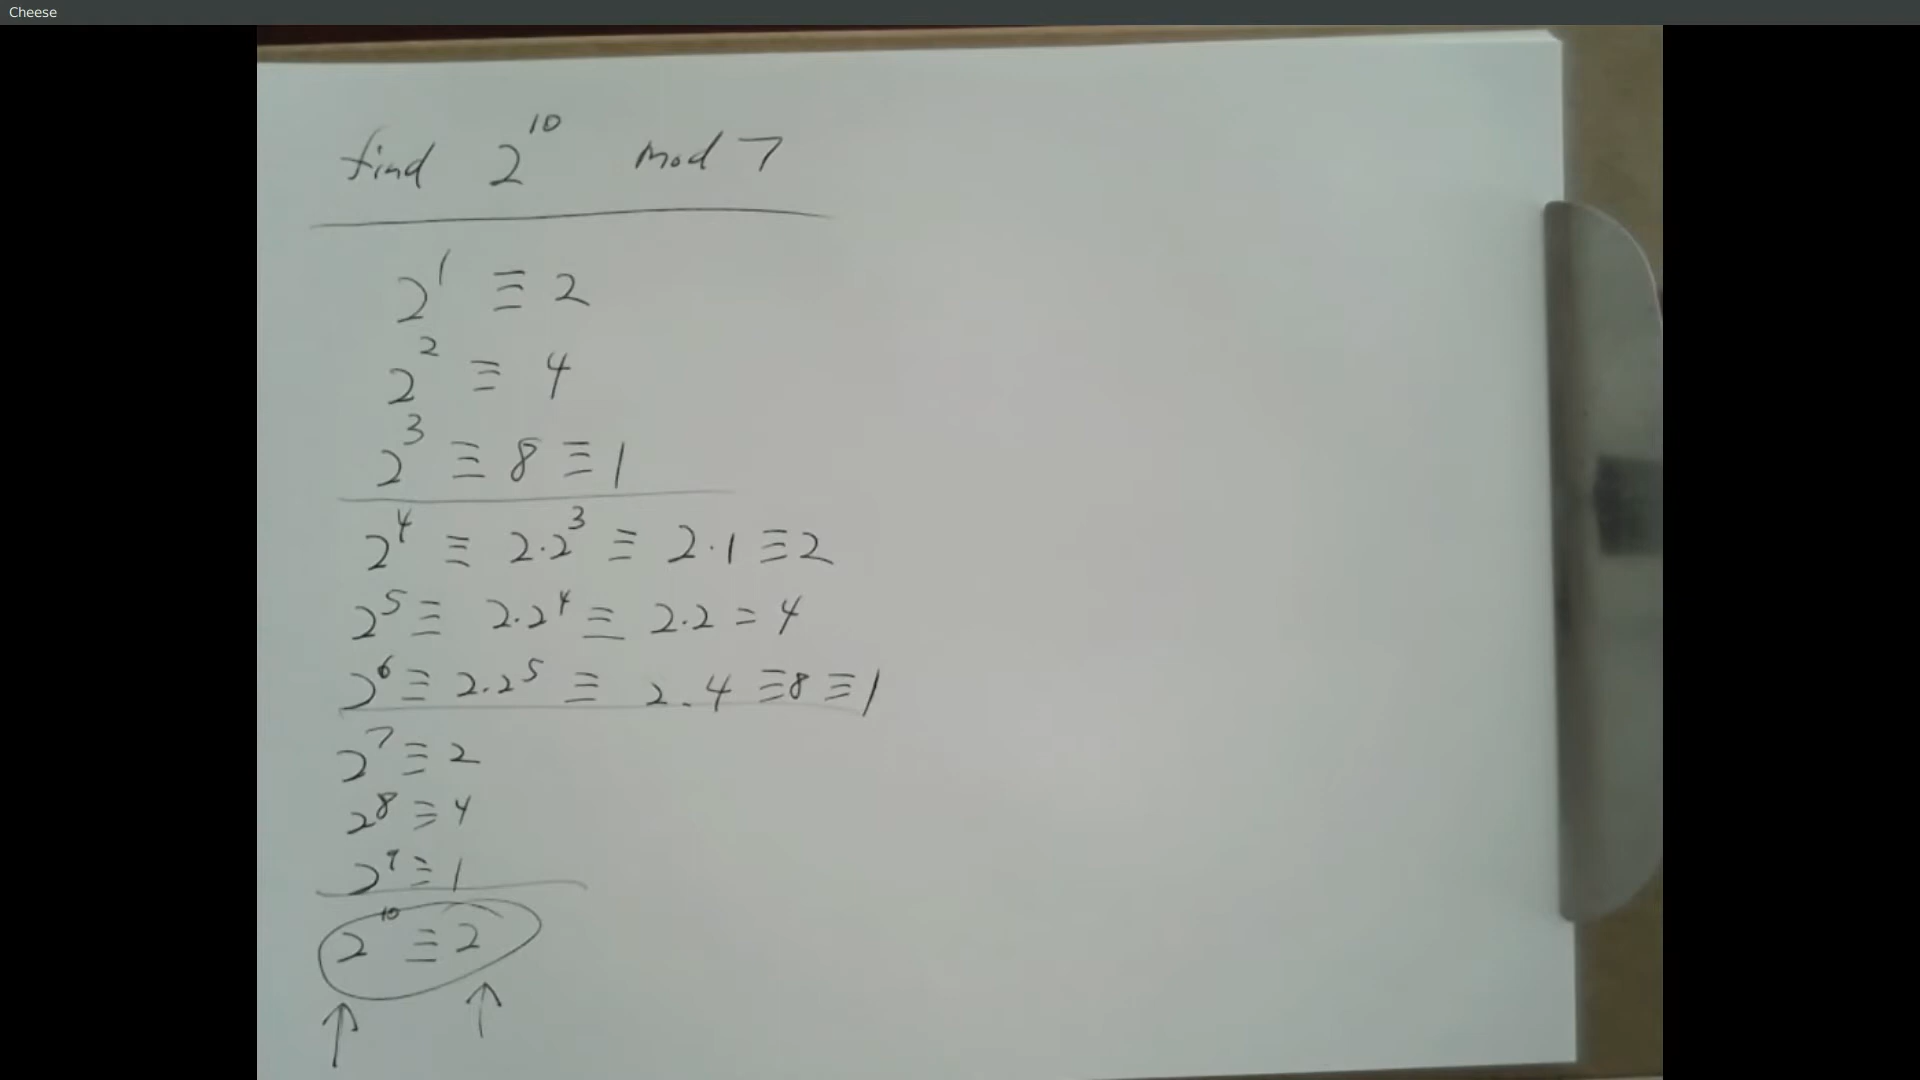 Cheese
find 2^10 mod 7
2^1 ≡ 2
2^2 ≡ 4
2^3 ≡ 8 ≡ 1
2^4 ≡ 2·2^3 ≡ 2·1 ≡ 2
2^5 ≡ 2·2^4 ≡ 2·2 = 4
2^6 ≡ 2·2^5 ≡ 2·4 ≡ 8 ≡ 1
2^7 ≡ 2
2^8 ≡ 4
2^9 ≡ 1
2^10 ≡ 2